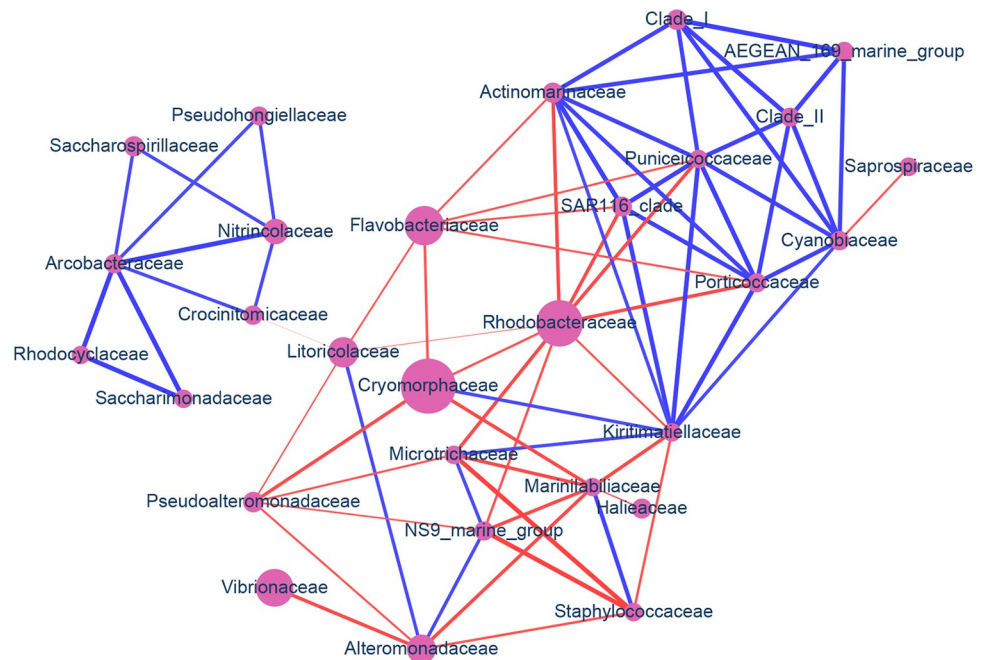 Clade_I
AEGEAN_169_marine_group
Actinomarinaceae
Pseudohongiellaceae
Clade_II
Saccharospirillaceae
Puniceicoccaceae
Saprospiraceae
SAR116_clade
Flavobacteriaceae
Nitrincolaceae
Cyanobiaceae
Arcobacteraceae
Porticoccaceae
Crocinitomicaceae
Rhodobacteraceae
Litoricolaceae
Rhodocyclaceae
Cryomorphaceae
Saccharimonadaceae
Kiritimatiellaceae
Microtrichaceae
Marinilabiliaceae
Pseudoalteromonadaceae
Halieaceae
NS9_marine_group
Vibrionaceae
Staphylococcaceae
Alteromonadaceae